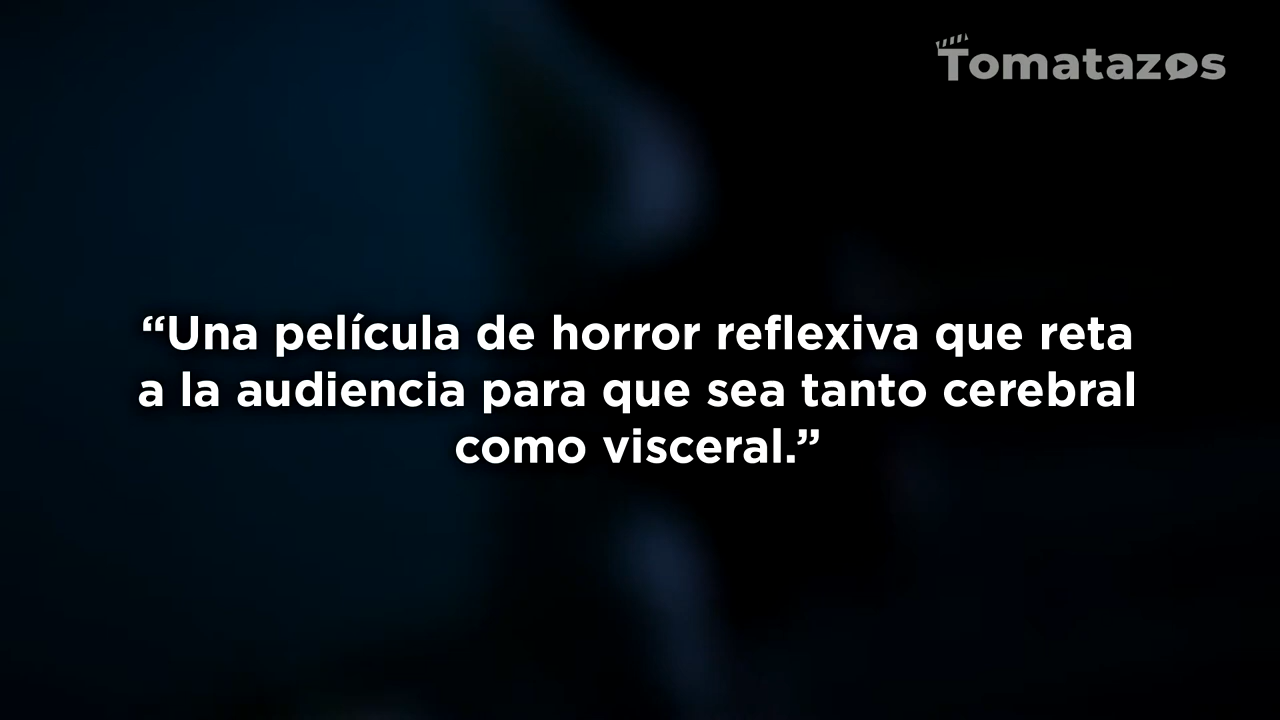 Tomatazos
“Una película de horror reflexiva que reta
a la audiencia para que sea tanto cerebral
como visceral.”